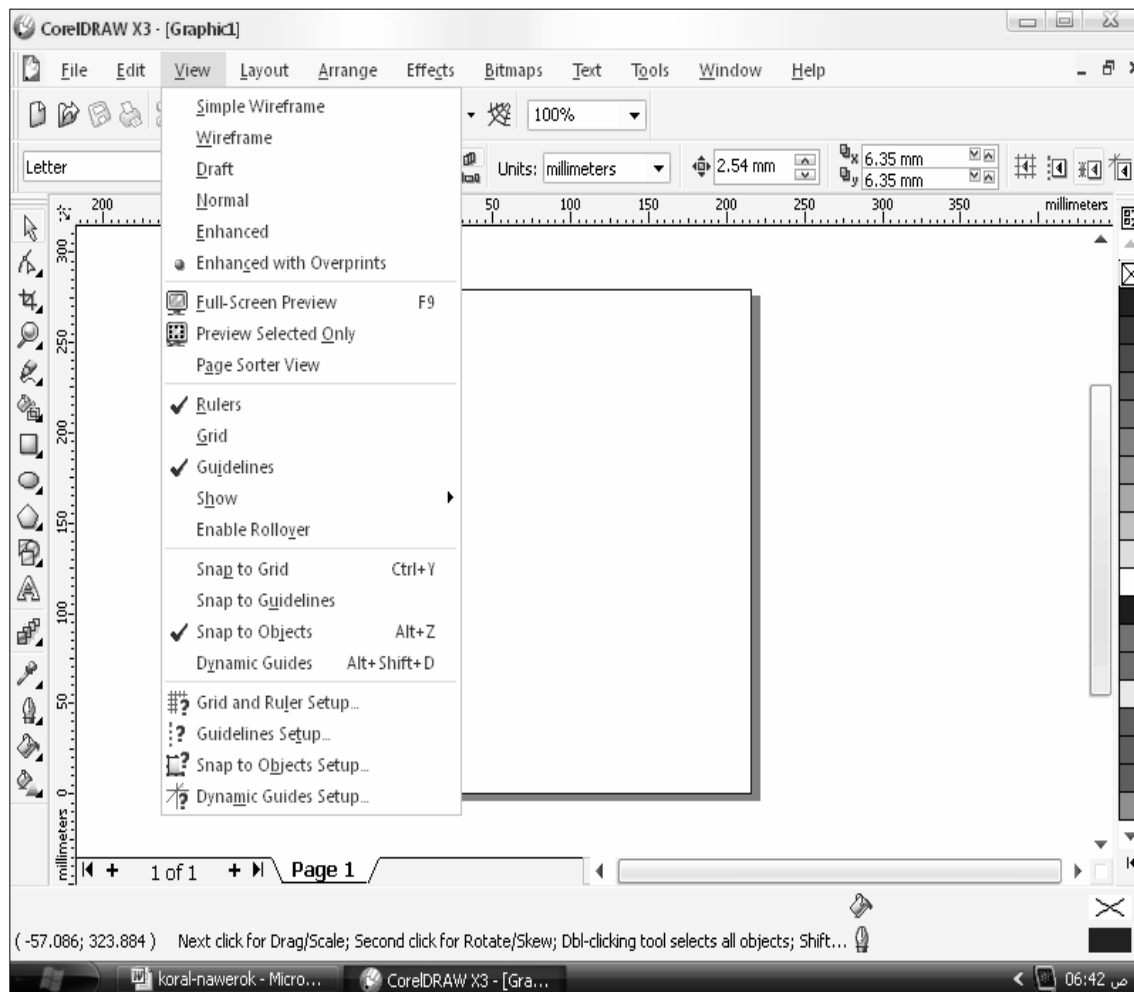 CorelDRAW X3 - [Graphic1]
File Edit View Layout Arrange Effects Bitmaps Text Tools Window Help
100%
Letter
Units: millimeters
2.54 mm
x 6.35 mm
y 6.35 mm
200 50 100 150 200 250 300 350 millimeters
Simple Wireframe
Wireframe
Draft
Normal
Enhanced
Enhanced with Overprints
Full-Screen Preview F9
Preview Selected Only
Page Sorter View
Rulers
Grid
Guidelines
Show
Enable Rollover
Snap to Grid Ctrl+Y
Snap to Guidelines
Snap to Objects Alt+Z
Dynamic Guides Alt+Shift+D
Grid and Ruler Setup...
Guidelines Setup...
Snap to Objects Setup...
Dynamic Guides Setup...
300
250
200
150
100
50
0
millimeters
1 of 1 Page 1
( -57.086; 323.884 ) Next click for Drag/Scale; Second click for Rotate/Skew; Dbl-clicking tool selects all objects; Shift...
koral-nawerok - Micro... CorelDRAW X3 - [Gra... 06:42 ص